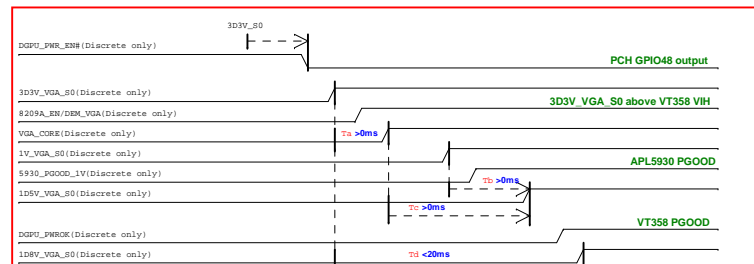 3D3V_S0
DGPU_PWR_EN#(Discrete only)
PCH GPIO48 output
3D3V_VGA_S0(Discrete only)
3D3V_VGA_S0 above VT358 VIH
8209A_EN/DEM_VGA(Discrete only)
VGA_CORE(Discrete only)
Ta >0ms
1V_VGA_S0(Discrete only)
APL5930 PGOOD
5930_PGOOD_1V(Discrete only)
Tb >0ms
1D5V_VGA_S0(Discrete only)
Tc >0ms
VT358 PGOOD
DGPU_PWROK(Discrete only)
1D8V_VGA_S0(Discrete only)
Td <20ms